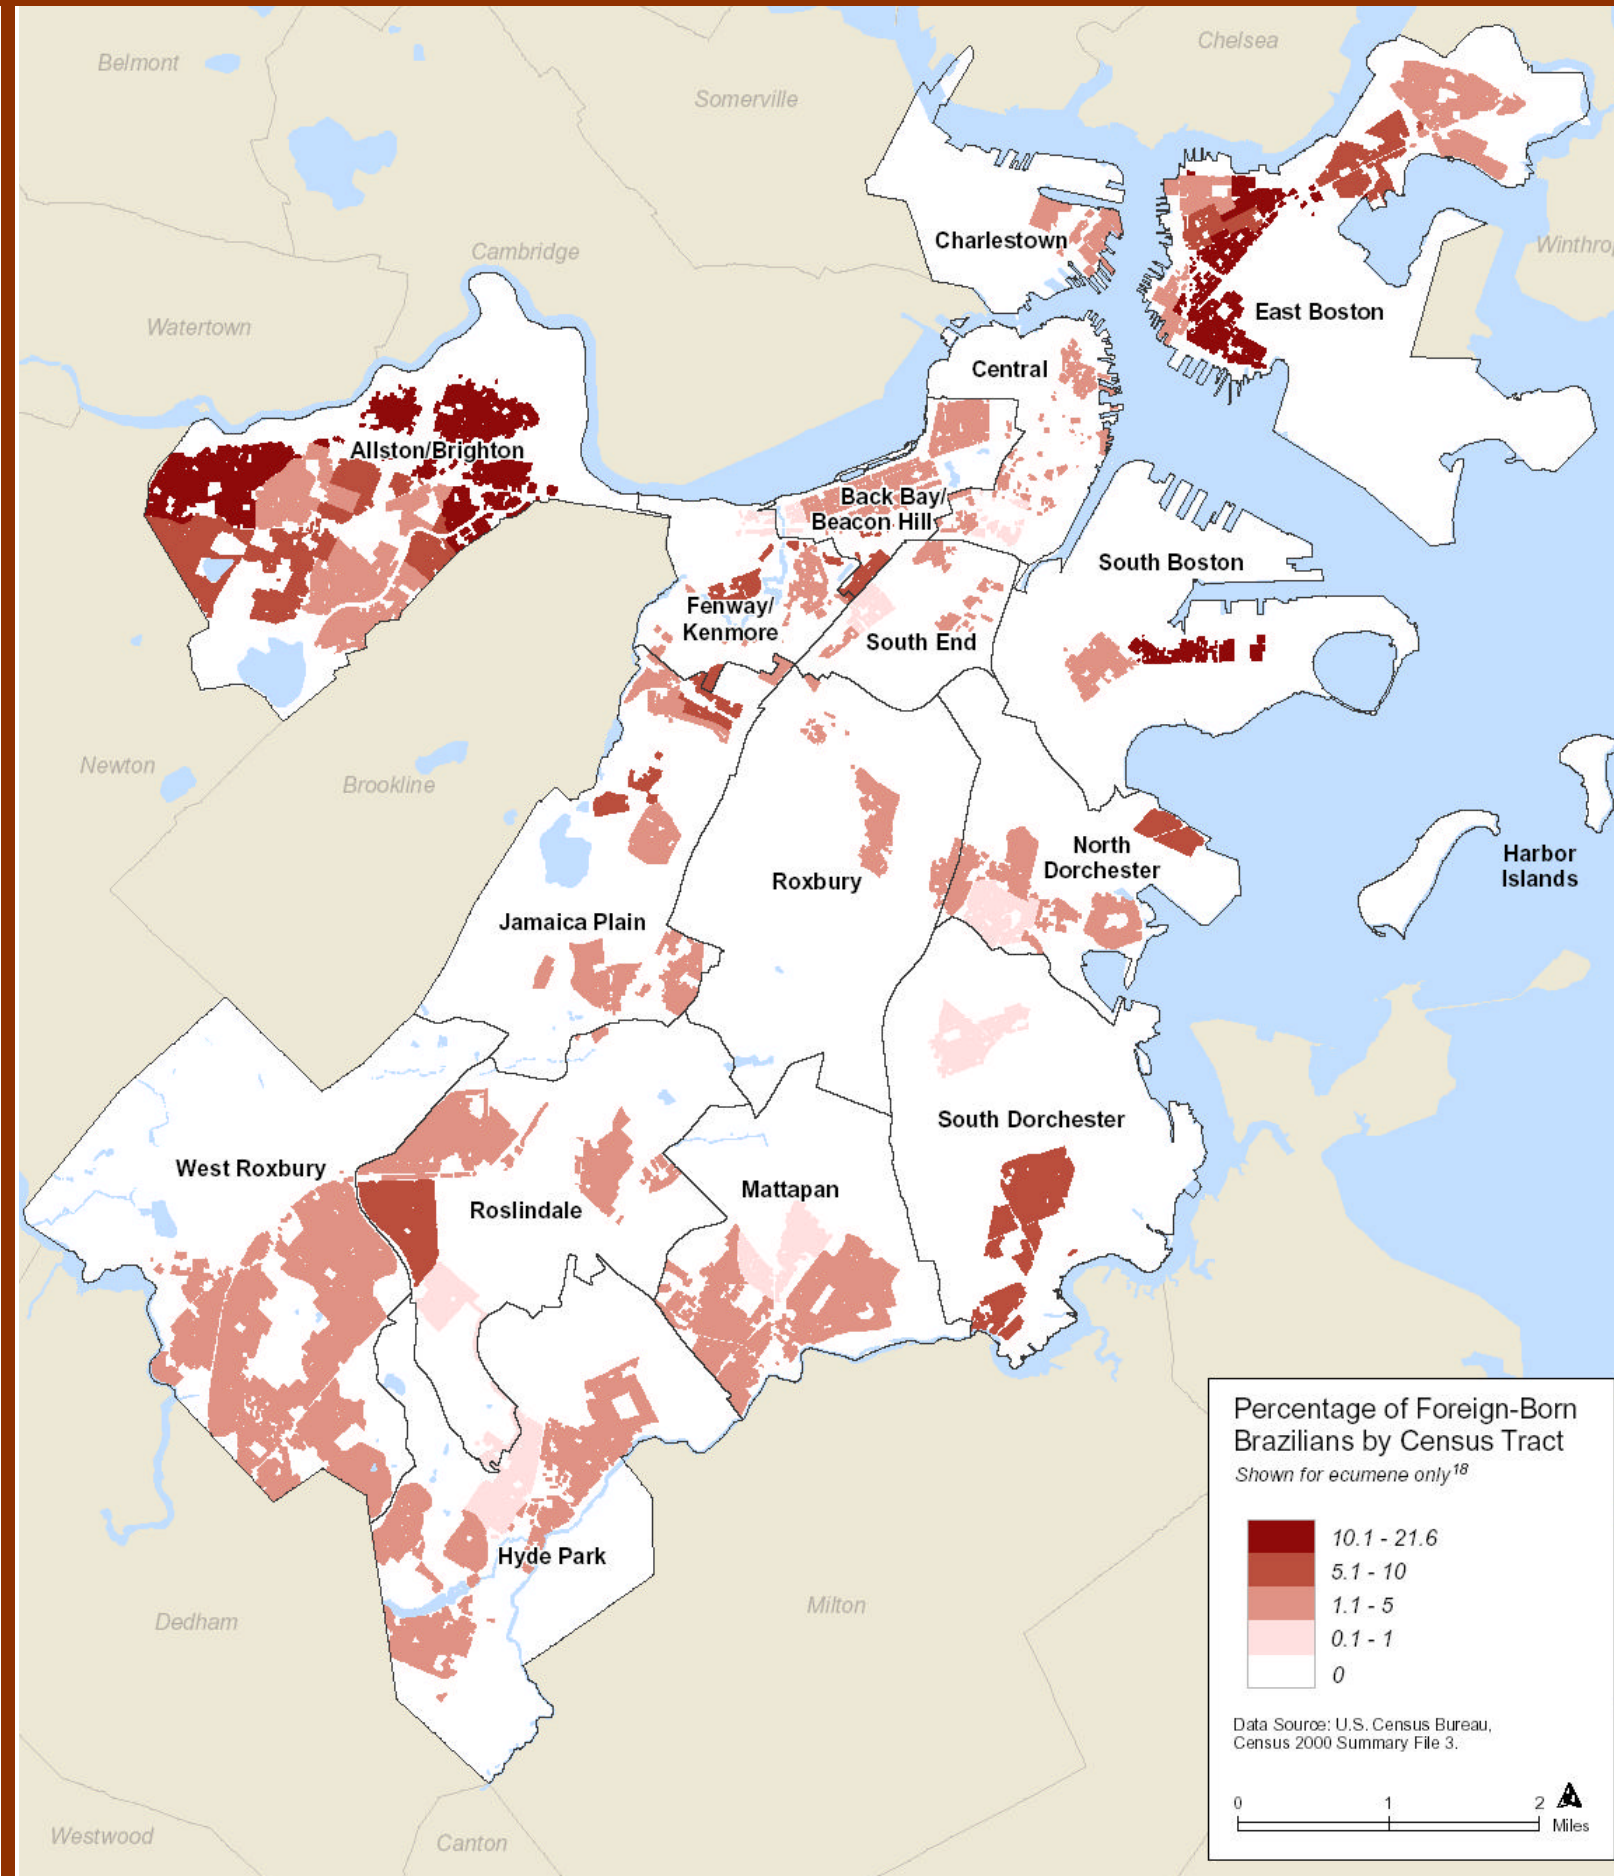 Belmont
Somerville
Chelsea
Cambridge
Charlestown
Winthro
Watertown
East Boston
Central
Allston/Brighton
Back Bay/
Beacon Hill
South Boston
Fenway/
Kenmore
South End
Newton
Brookline
North
Dorchester
Harbor
Islands
Roxbury
Jamaica Plain
South Dorchester
West Roxbury
Mattapan
Roslindale
Hyde Park
Dedham
Milton
Westwood
Canton
Percentage of Foreign-Born
Brazilians by Census Tract
Shown for ecumene only18
10.1 - 21.6
5.1 - 10
1.1 - 5
0.1 - 1
0
Data Source: U.S. Census Bureau,
Census 2000 Summary File 3.
0 1 2
Miles